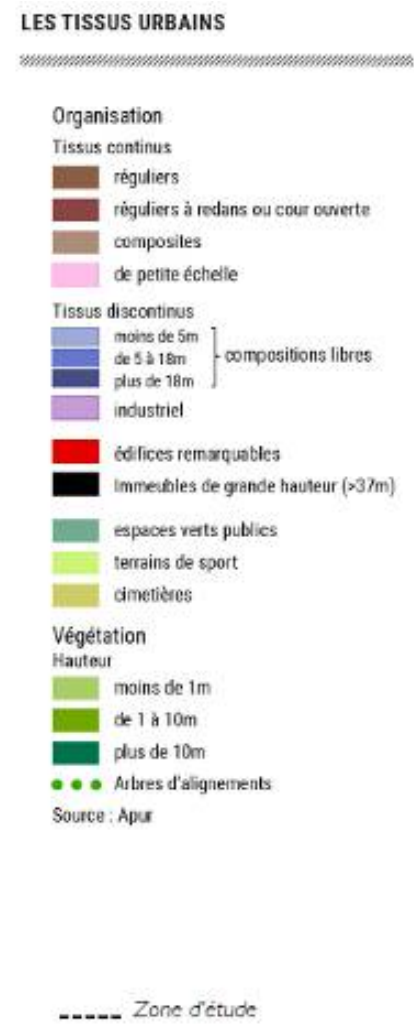 LES TISSUS URBAINS
Organisation
Tissus continus
réguliers
réguliers à redans ou cour ouverte
composites
de petite échelle
Tissus discontinus
moins de 5m
de 5 à 18m
compositions libres
plus de 18m
industriel
édifices remarquables
Immeubles de grande hauteur (>37m)
espaces verts publics
terrains de sport
cimetières
Végétation
Hauteur
moins de 1m
de 1 à 10m
plus de 10m
Arbres d'alignements
Source : Apur
Zone d'étude